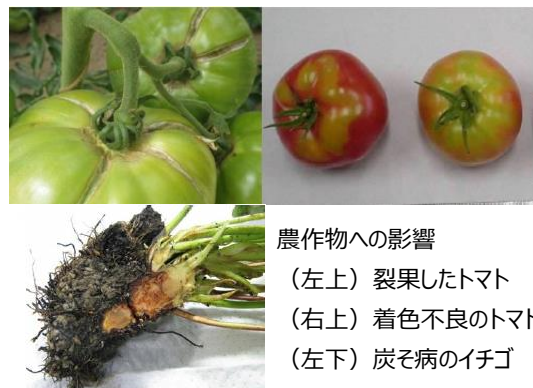 農作物への影響
（左上）裂果したトマト
（右上）着色不良のトマト
（左下）炭そ病のイチゴ